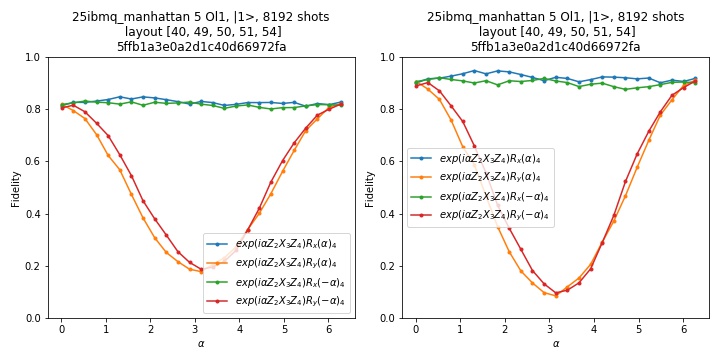 25ibmq_manhattan 5 Ol1, |1>, 8192 shots
layout [40, 49, 50, 51, 54]
5ffb1a3e0a2d1c40d66972fa
1.0
0.8
0.6
0.4
0.2
0.0
Fidelity
0 1 2 3 4 5 6
α
exp(iαZ₂X₃Z₄)Rₓ(α)₄
exp(iαZ₂X₃Z₄)Rᵧ(α)₄
exp(iαZ₂X₃Z₄)Rₓ(−α)₄
exp(iαZ₂X₃Z₄)Rᵧ(−α)₄
25ibmq_manhattan 5 Ol1, |1>, 8192 shots
layout [40, 49, 50, 51, 54]
5ffb1a3e0a2d1c40d66972fa
1.0
0.8
0.6
0.4
0.2
0.0
Fidelity
0 1 2 3 4 5 6
α
exp(iαZ₂X₃Z₄)Rₓ(α)₄
exp(iαZ₂X₃Z₄)Rᵧ(α)₄
exp(iαZ₂X₃Z₄)Rₓ(−α)₄
exp(iαZ₂X₃Z₄)Rᵧ(−α)₄